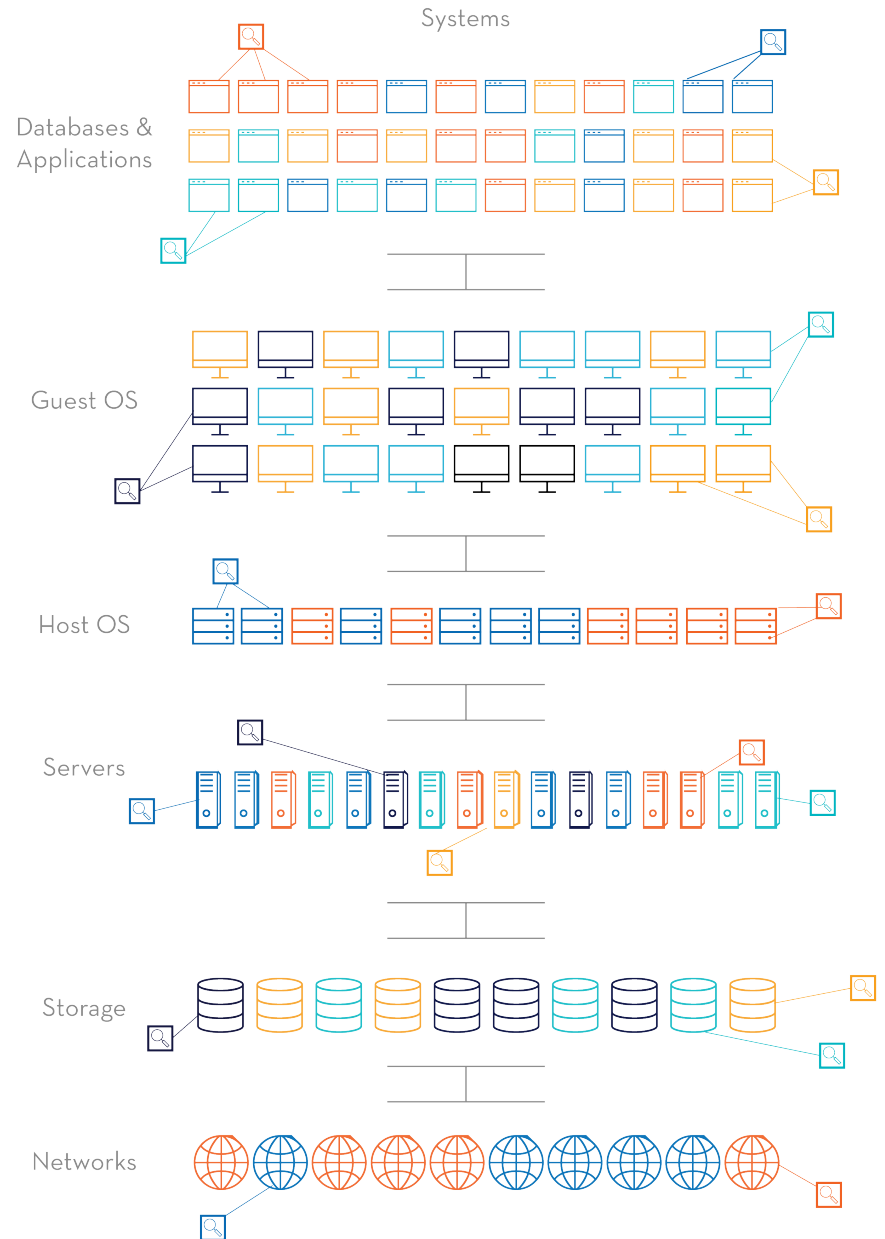 Systems
Databases &
Applications
Guest OS
Host OS
Servers
Storage
Networks